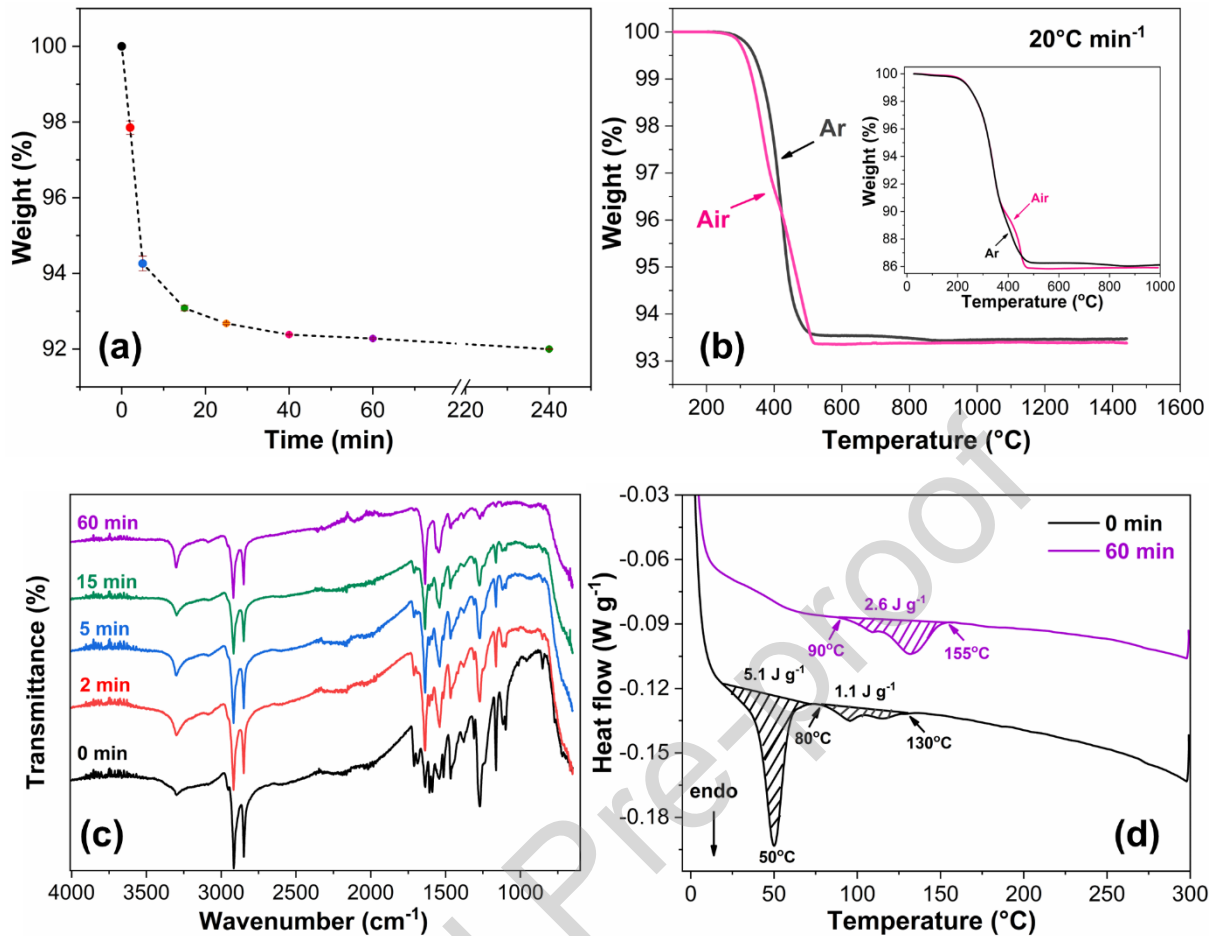 100
98
96
94
92
Weight (%)
(a)
0
20
40
60
220
240
Time (min)
100
99
98
97
96
95
94
93
Weight (%)
20°C min-1
Ar
Air
(b)
200
400
600
800
1000
1200
1400
1600
Temperature (°C)
100
98
96
94
92
90
88
86
Weight (%)
Air
Ar
0
200
400
600
800
1000
Temperature (°C)
Transmittance (%)
60 min
15 min
5 min
2 min
0 min
(c)
4000
3500
3000
2500
2000
1500
1000
Wavenumber (cm-1)
-0.03
-0.06
-0.09
-0.12
-0.15
-0.18
Heat flow (W g-1)
0 min
60 min
2.6 J g-1
90°C
155°C
5.1 J g-1
1.1 J g-1
80°C
130°C
endo
50°C
(d)
0
50
100
150
200
250
300
Temperature (°C)
Pre-proof